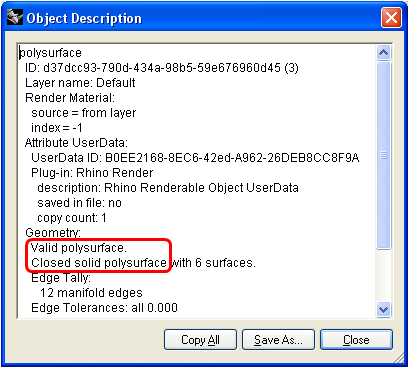 Object Description
polysurface
ID: d37dcc93-790d-434a-98b5-59e676960d45 (3)
Layer name: Default
Render Material:
source = from layer
index = -1
Attribute UserData:
UserData ID: B0EE2168-8EC6-42ed-A962-26DEB8CC8F9A
Plug-in: Rhino Render
description: Rhino Renderable Object UserData
saved in file: no
copy count: 1
Geometry:
Valid polysurface.
Closed solid polysurface with 6 surfaces.
Edge Tally:
12 manifold edges
Edge Tolerances: all 0.000
Copy All
Save As...
Close